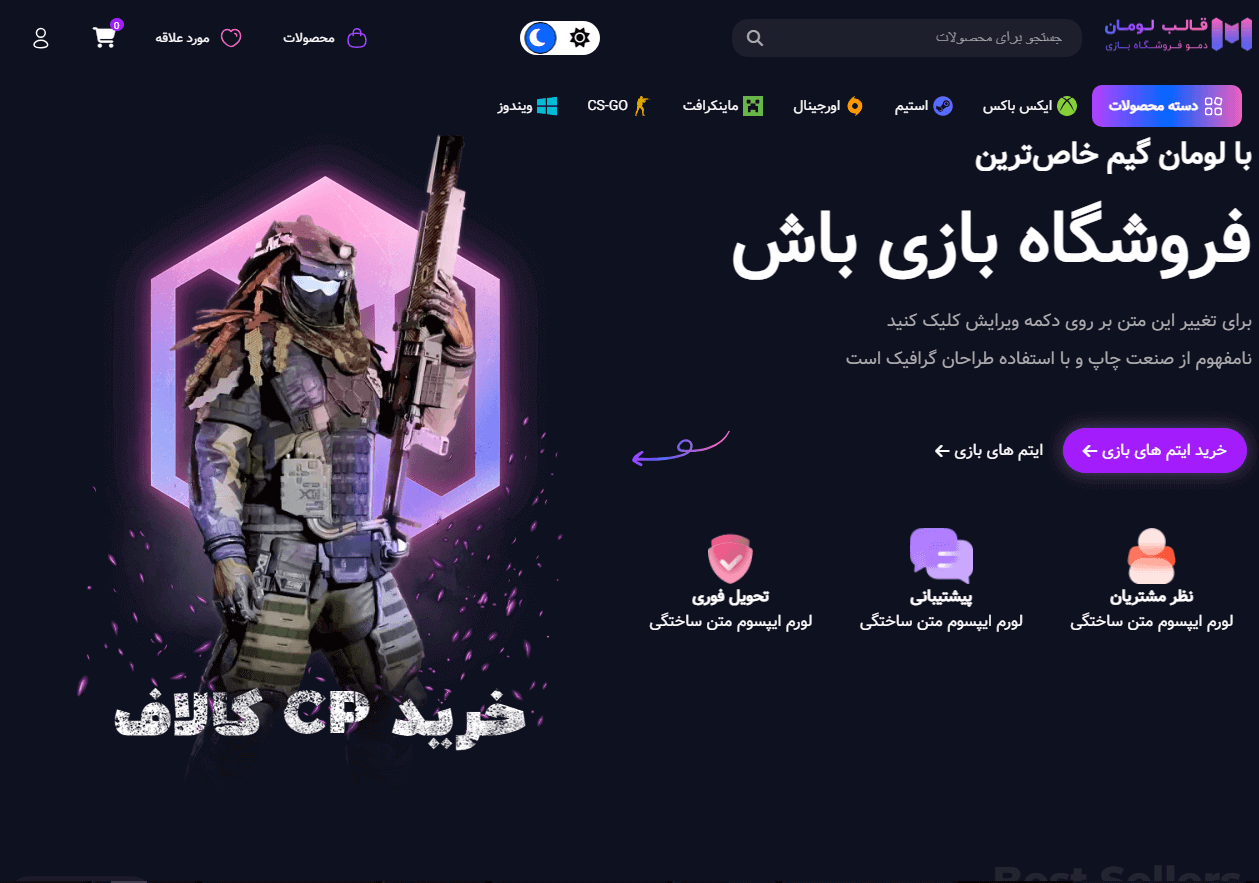 قالب لومان
دمو فروشگاه بازی
جستجو برای محصولات
محصولات
مورد علاقه
0
دسته محصولات
ایکس باکس
استیم
اورجینال
ماینکرافت
CS-GO
ویندوز
با لومان گیم خاص‌ترین
فروشگاه بازی باش
برای تغییر این متن بر روی دکمه ویرایش کلیک کنید
نامفهوم از صنعت چاپ و با استفاده طراحان گرافیک است
خرید ایتم های بازی
ایتم های بازی
نظر مشتریان
لورم ایپسوم متن ساختگی
پیشتیبانی
لورم ایپسوم متن ساختگی
تحویل فوری
لورم ایپسوم متن ساختگی
خرید CP کالاف
Best Sellers